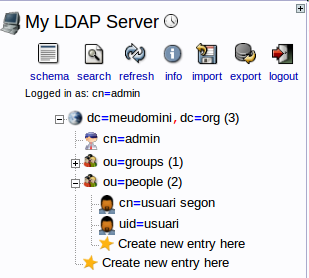 My LDAP Server
schema search refresh info import export logout
Logged in as: cn=admin
dc=meudomini, dc=org (3)
cn=admin
ou=groups (1)
ou=people (2)
cn=usuari segon
uid=usuari
Create new entry here
Create new entry here